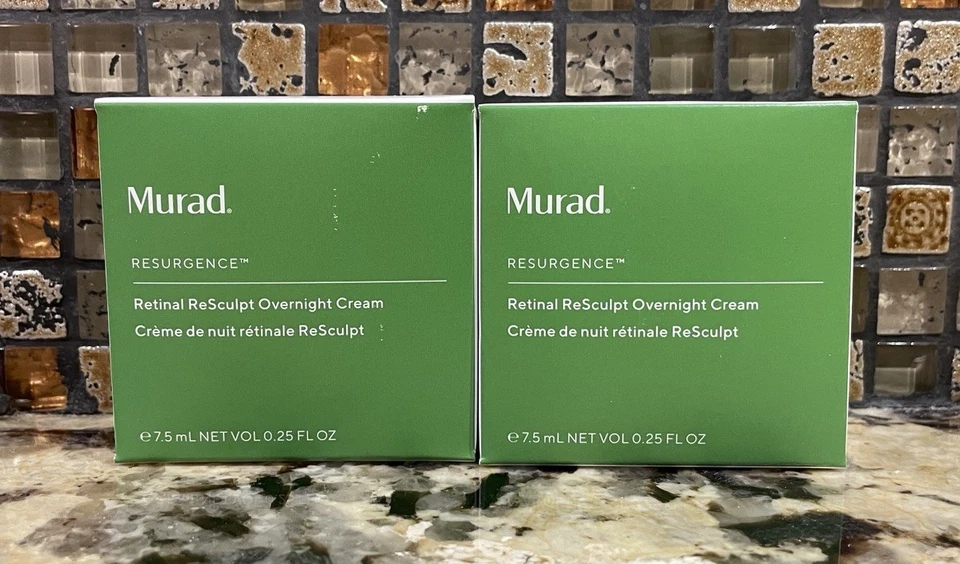 Murad®
RESURGENCE™
Retinal ReSculpt Overnight Cream
Crème de nuit rétinale ReSculpt
℮ 7.5 mL NET VOL 0.25 FL OZ
Murad®
RESURGENCE™
Retinal ReSculpt Overnight Cream
Crème de nuit rétinale ReSculpt
℮ 7.5 mL NET VOL 0.25 FL OZ